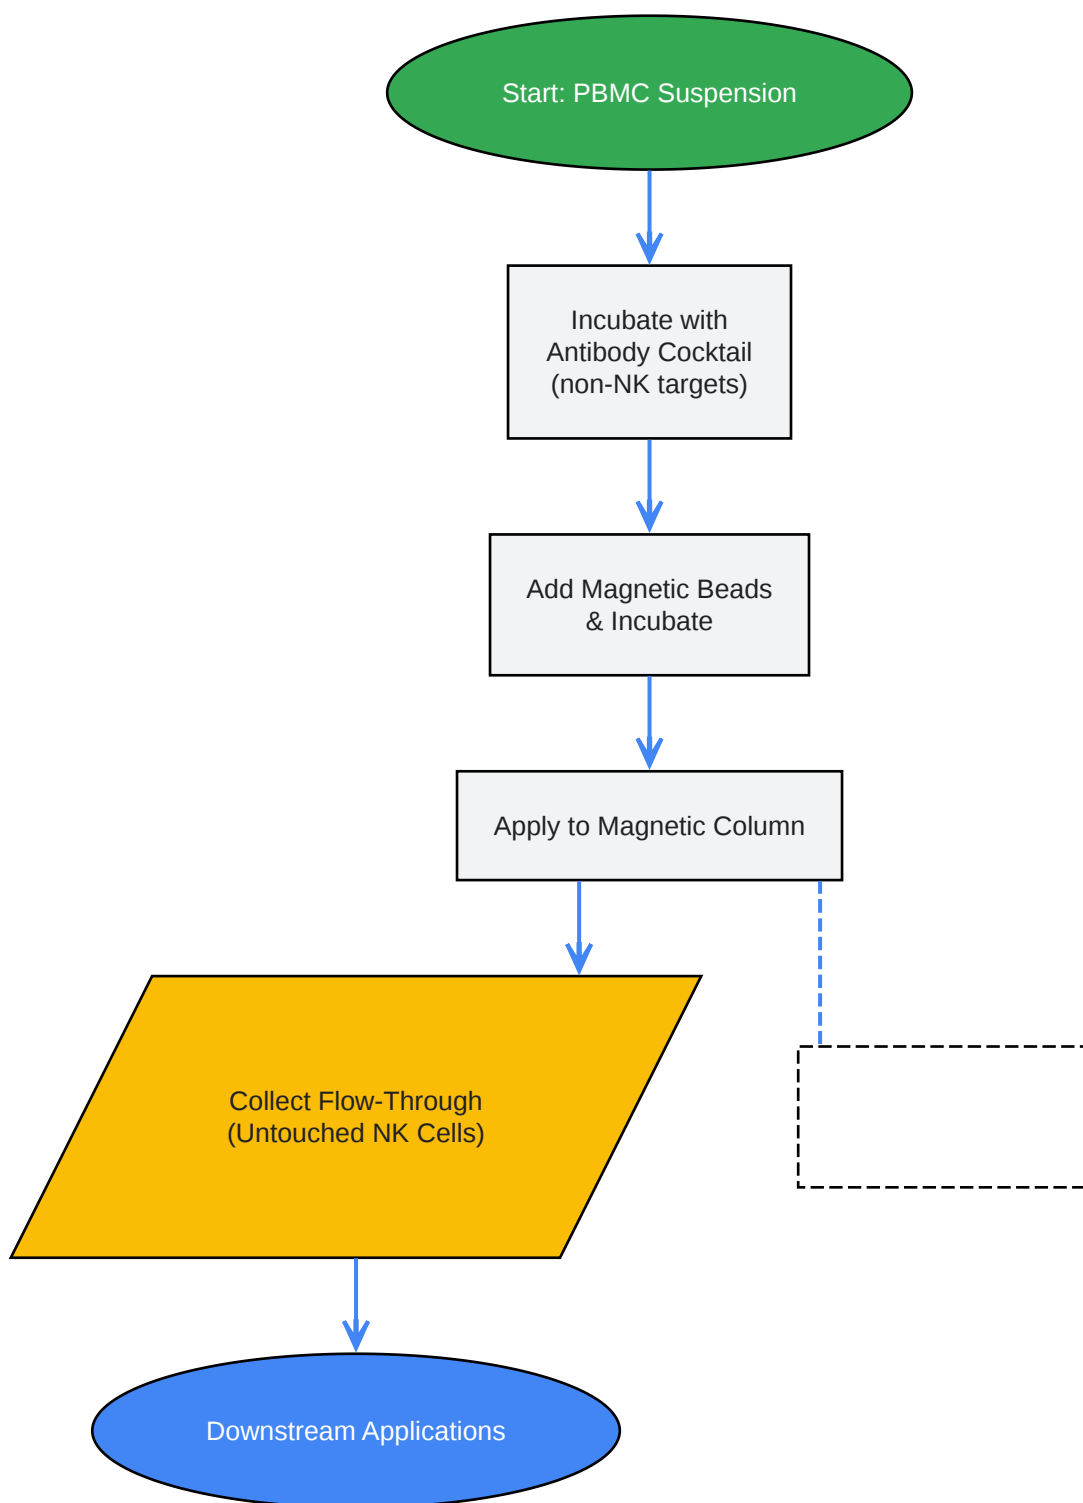 Start: PBMC Suspension
Incubate with
Antibody Cocktail
(non-NK targets)
Add Magnetic Beads
& Incubate
Apply to Magnetic Column
Collect Flow-Through
(Untouched NK Cells)
Downstream Applications